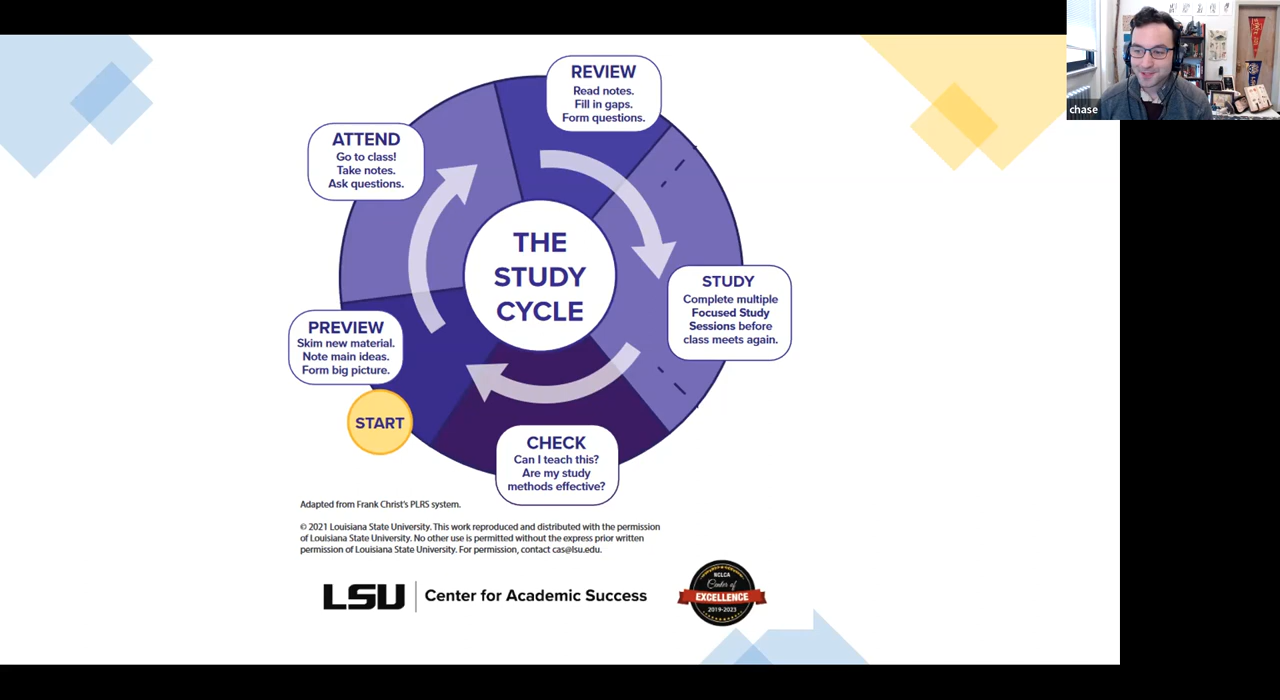 chase
REVIEW
Read notes.
Fill in gaps.
Form questions.
ATTEND
Go to class!
Take notes.
Ask questions.
THE
STUDY
CYCLE
STUDY
Complete multiple
Focused Study
Sessions before
class meets again.
PREVIEW
Skim new material.
Note main ideas.
Form big picture.
START
CHECK
Can I teach this?
Are my study
methods effective?
Adapted from Frank Christ's PLRS system.
© 2021 Louisiana State University. This work reproduced and distributed with the permission
of Louisiana State University. No other use is permitted without the express prior written
permission of Louisiana State University. For permission, contact cas@lsu.edu.
LSU
Center for Academic Success
NCLCA
Center of
EXCELLENCE
2019-2023